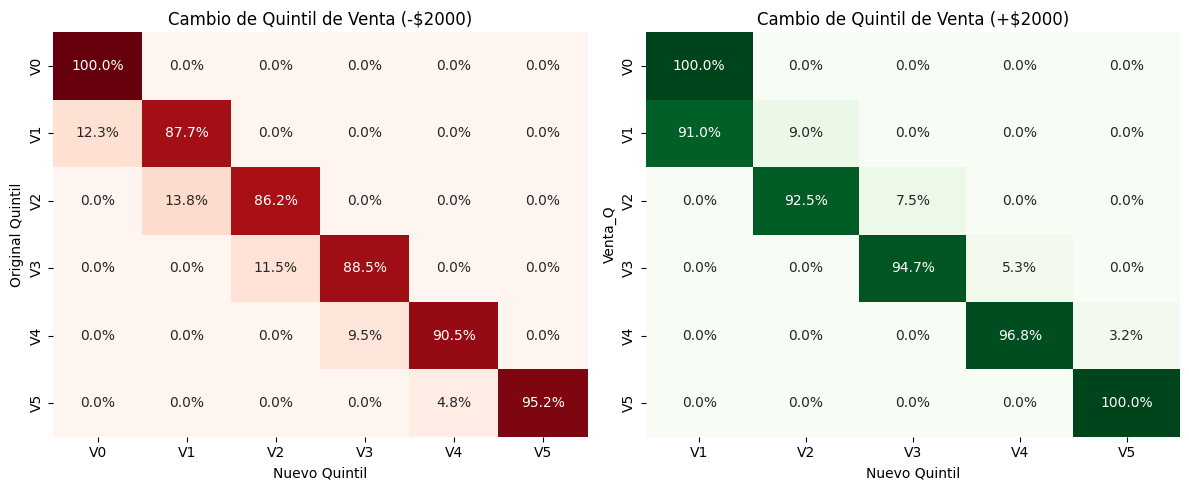 Cambio de Quintil de Venta (-$2000)
V0 100.0% 0.0% 0.0% 0.0% 0.0% 0.0%
V1 12.3% 87.7% 0.0% 0.0% 0.0% 0.0%
V2 0.0% 13.8% 86.2% 0.0% 0.0% 0.0%
V3 0.0% 0.0% 11.5% 88.5% 0.0% 0.0%
V4 0.0% 0.0% 0.0% 9.5% 90.5% 0.0%
V5 0.0% 0.0% 0.0% 0.0% 4.8% 95.2%
V0 V1 V2 V3 V4 V5
Original Quintil
Nuevo Quintil
Cambio de Quintil de Venta (+$2000)
V0 100.0% 0.0% 0.0% 0.0% 0.0%
V1 91.0% 9.0% 0.0% 0.0% 0.0%
V2 0.0% 92.5% 7.5% 0.0% 0.0%
V3 0.0% 0.0% 94.7% 5.3% 0.0%
V4 0.0% 0.0% 0.0% 96.8% 3.2%
V5 0.0% 0.0% 0.0% 0.0% 100.0%
V1 V2 V3 V4 V5
Venta_Q
Nuevo Quintil